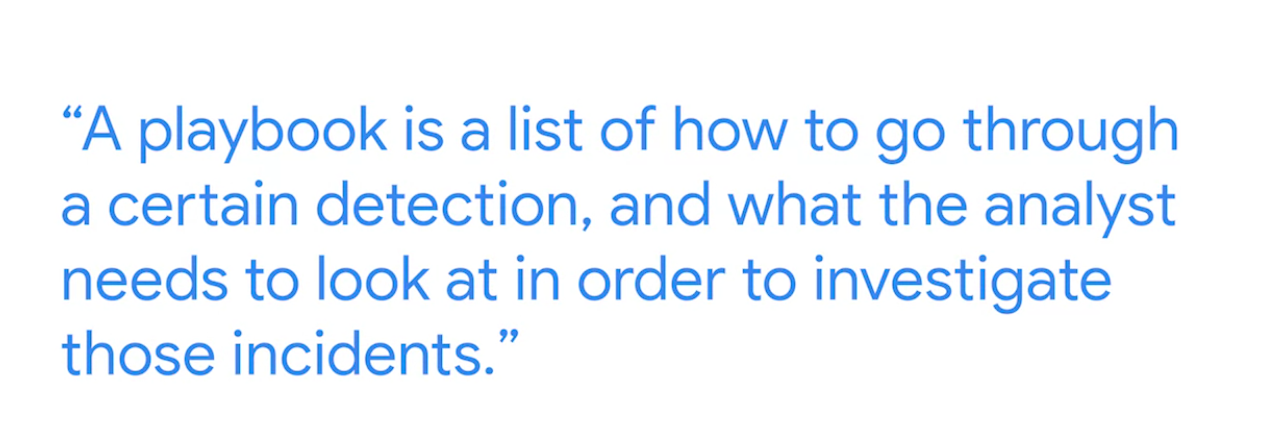 “A playbook is a list of how to go through
a certain detection, and what the analyst
needs to look at in order to investigate
those incidents.”